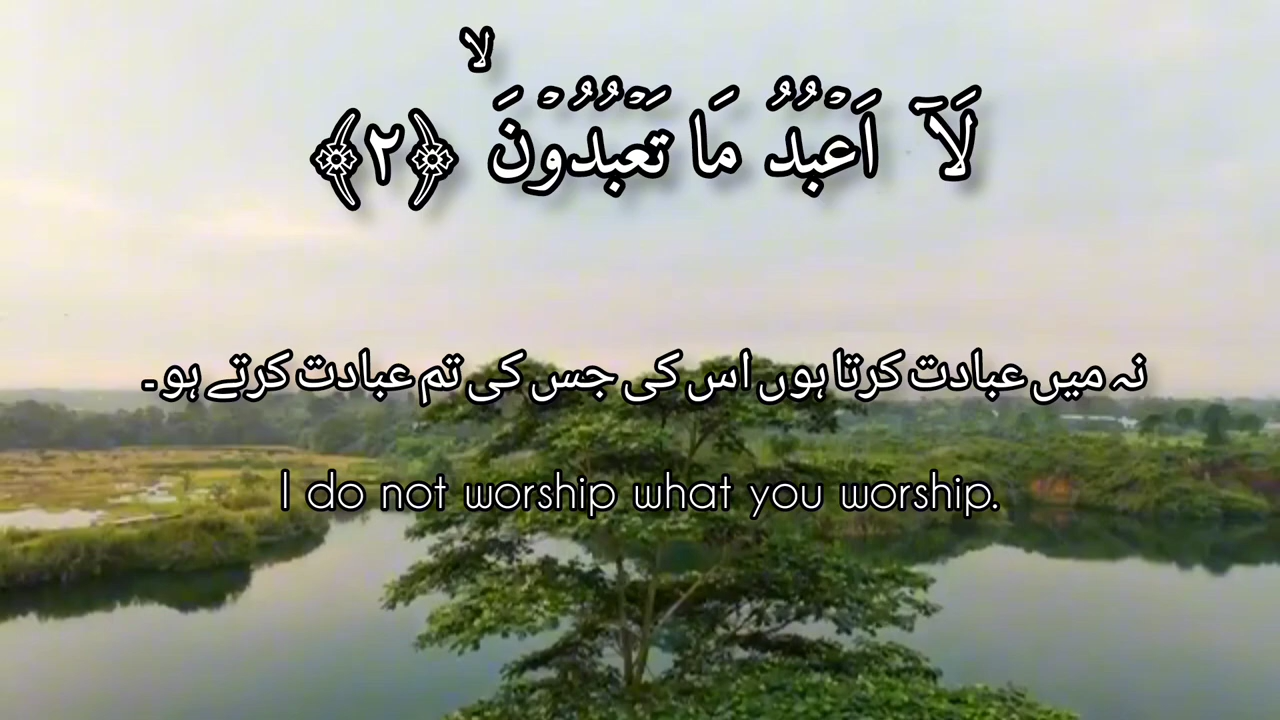 لَاۤ اَعۡبُدُ مَا تَعۡبُدُوۡنَۙ ﴿۲﴾
نہ میں عبادت کرتا ہوں اس کی جس کی تم عبادت کرتے ہو۔
I do not worship what you worship.